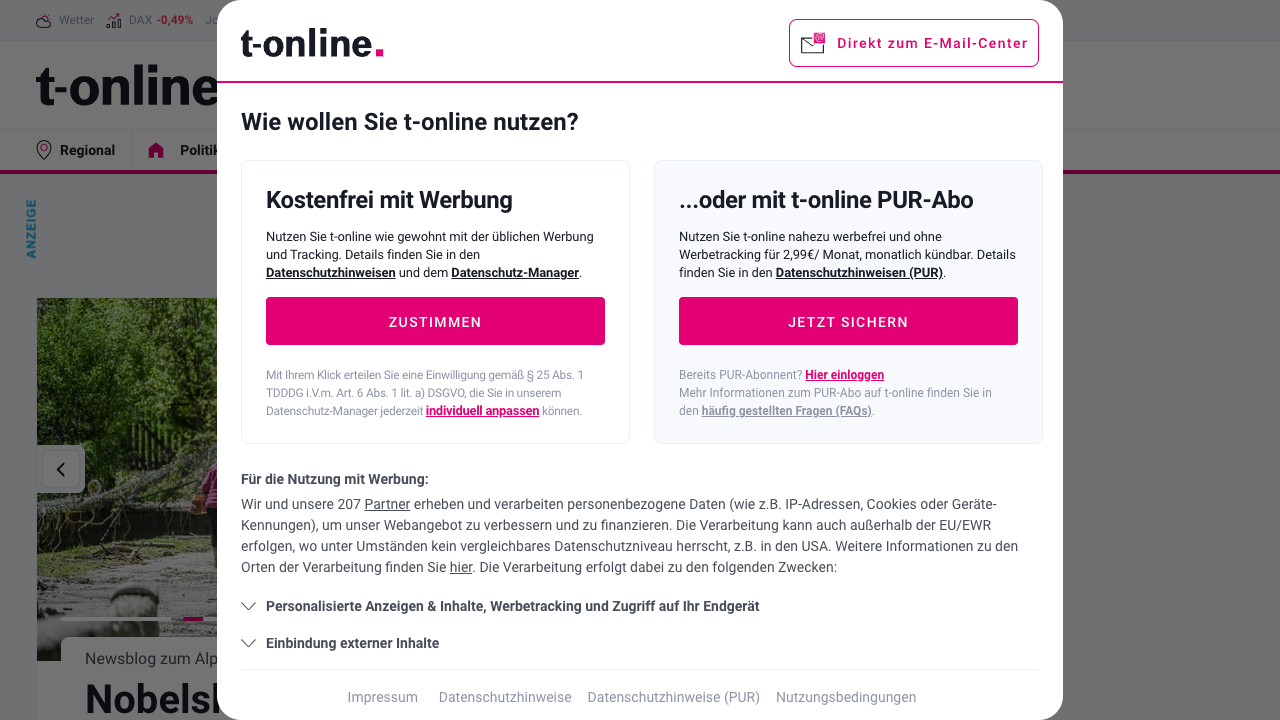 Wetter DAX -0,49%
t-online
Regional Politik
ANZEIGE
Newsblog zum Alp
t-online.
Direkt zum E-Mail-Center
Wie wollen Sie t-online nutzen?
Kostenfrei mit Werbung
Nutzen Sie t-online wie gewohnt mit der üblichen Werbung
und Tracking. Details finden Sie in den
Datenschutzhinweisen und dem Datenschutz-Manager.
ZUSTIMMEN
Mit Ihrem Klick erteilen Sie eine Einwilligung gemäß § 25 Abs. 1
TDDDG i.V.m. Art. 6 Abs. 1 lit. a) DSGVO, die Sie in unserem
Datenschutz-Manager jederzeit individuell anpassen können.
...oder mit t-online PUR-Abo
Nutzen Sie t-online nahezu werbefrei und ohne
Werbetracking für 2,99€/ Monat, monatlich kündbar. Details
finden Sie in den Datenschutzhinweisen (PUR).
JETZT SICHERN
Bereits PUR-Abonnent? Hier einloggen
Mehr Informationen zum PUR-Abo auf t-online finden Sie in
den häufig gestellten Fragen (FAQs).
Für die Nutzung mit Werbung:
Wir und unsere 207 Partner erheben und verarbeiten personenbezogene Daten (wie z.B. IP-Adressen, Cookies oder Geräte-
Kennungen), um unser Webangebot zu verbessern und zu finanzieren. Die Verarbeitung kann auch außerhalb der EU/EWR
erfolgen, wo unter Umständen kein vergleichbares Datenschutzniveau herrscht, z.B. in den USA. Weitere Informationen zu den
Orten der Verarbeitung finden Sie hier. Die Verarbeitung erfolgt dabei zu den folgenden Zwecken:
Personalisierte Anzeigen & Inhalte, Werbetracking und Zugriff auf Ihr Endgerät
Einbindung externer Inhalte
Impressum Datenschutzhinweise Datenschutzhinweise (PUR) Nutzungsbedingungen